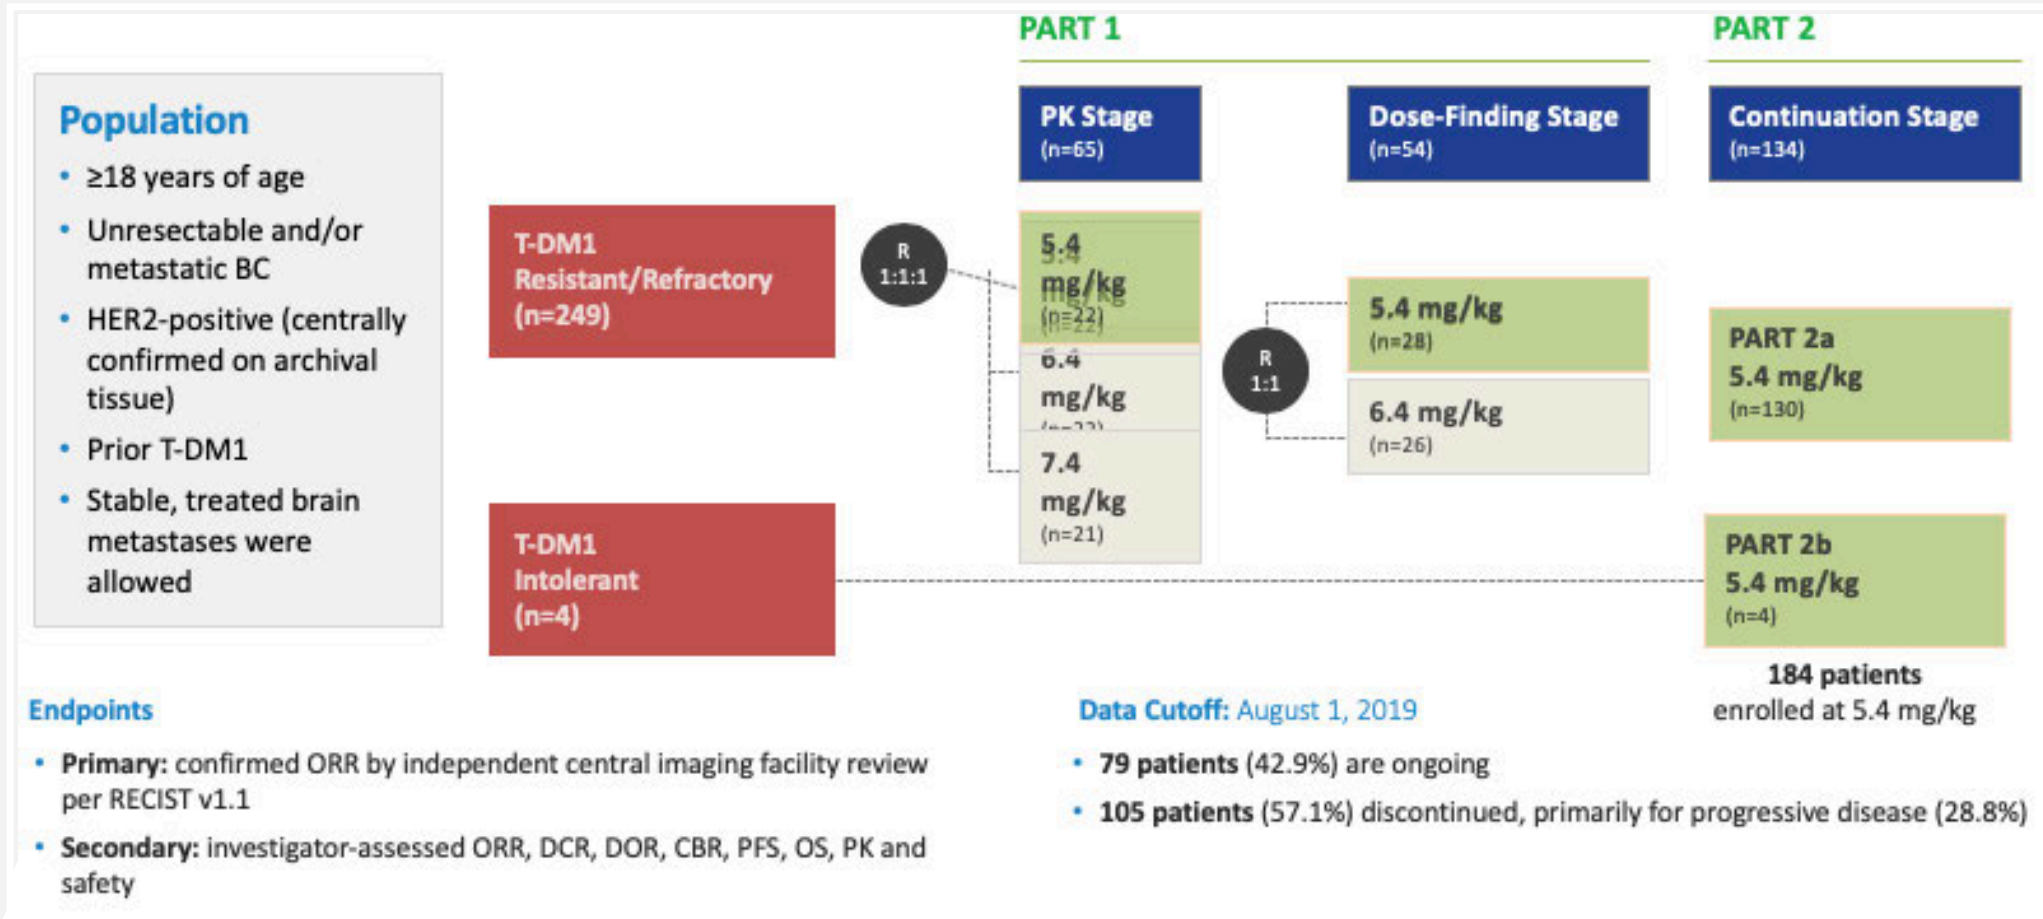 PART 1
PART 2
Population
• ≥18 years of age
• Unresectable and/or
metastatic BC
• HER2-positive (centrally
confirmed on archival
tissue)
• Prior T-DM1
• Stable, treated brain
metastases were
allowed
T-DM1
Resistant/Refractory
(n=249)
T-DM1
Intolerant
(n=4)
R
1:1:1
PK Stage
(n=65)
5.4
mg/kg
(n=22)
6.4
mg/kg
7.4
mg/kg
(n=21)
R
1:1
Dose-Finding Stage
(n=54)
5.4 mg/kg
(n=28)
6.4 mg/kg
(n=26)
Continuation Stage
(n=134)
PART 2a
5.4 mg/kg
(n=130)
PART 2b
5.4 mg/kg
(n=4)
184 patients
enrolled at 5.4 mg/kg
Endpoints
• Primary: confirmed ORR by independent central imaging facility review
per RECIST v1.1
• Secondary: investigator-assessed ORR, DCR, DOR, CBR, PFS, OS, PK and
safety
Data Cutoff: August 1, 2019
• 79 patients (42.9%) are ongoing
• 105 patients (57.1%) discontinued, primarily for progressive disease (28.8%)